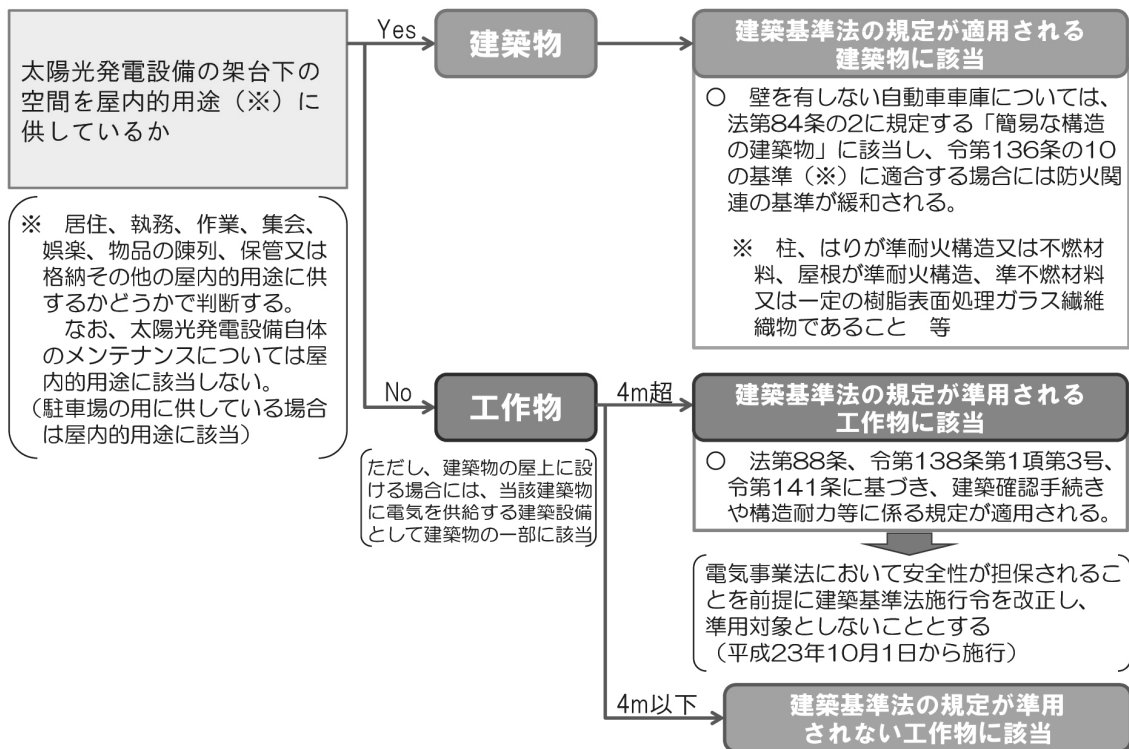 太陽光発電設備の架台下の
空間を屋内的用途（※）に
供しているか
※　居住、執務、作業、集会、
娯楽、物品の陳列、保管又は
格納その他の屋内的用途に供
するかどうかで判断する。
なお、太陽光発電設備自体
のメンテナンスについては屋
内的用途に該当しない。
（駐車場の用に供している場合
は屋内的用途に該当）
Yes
建築物
建築基準法の規定が適用される
建築物に該当
○　壁を有しない自動車車庫については、
法第84条の2に規定する「簡易な構造
の建築物」に該当し、令第136条の10
の基準（※）に適合する場合には防火関
連の基準が緩和される。
※　柱、はりが準耐火構造又は不燃材
料、屋根が準耐火構造、準不燃材料
又は一定の樹脂表面処理ガラス繊維
織物であること　等
No
工作物
ただし、建築物の屋上に設
ける場合には、当該建築物
に電気を供給する建築設備
として建築物の一部に該当
4m超
建築基準法の規定が準用される
工作物に該当
○　法第88条、令第138条第1項第3号、
令第141条に基づき、建築確認手続き
や構造耐力等に係る規定が適用される。
電気事業法において安全性が担保されるこ
とを前提に建築基準法施行令を改正し、
準用対象としないこととする
（平成23年10月1日から施行）
4m以下
建築基準法の規定が準用
されない工作物に該当